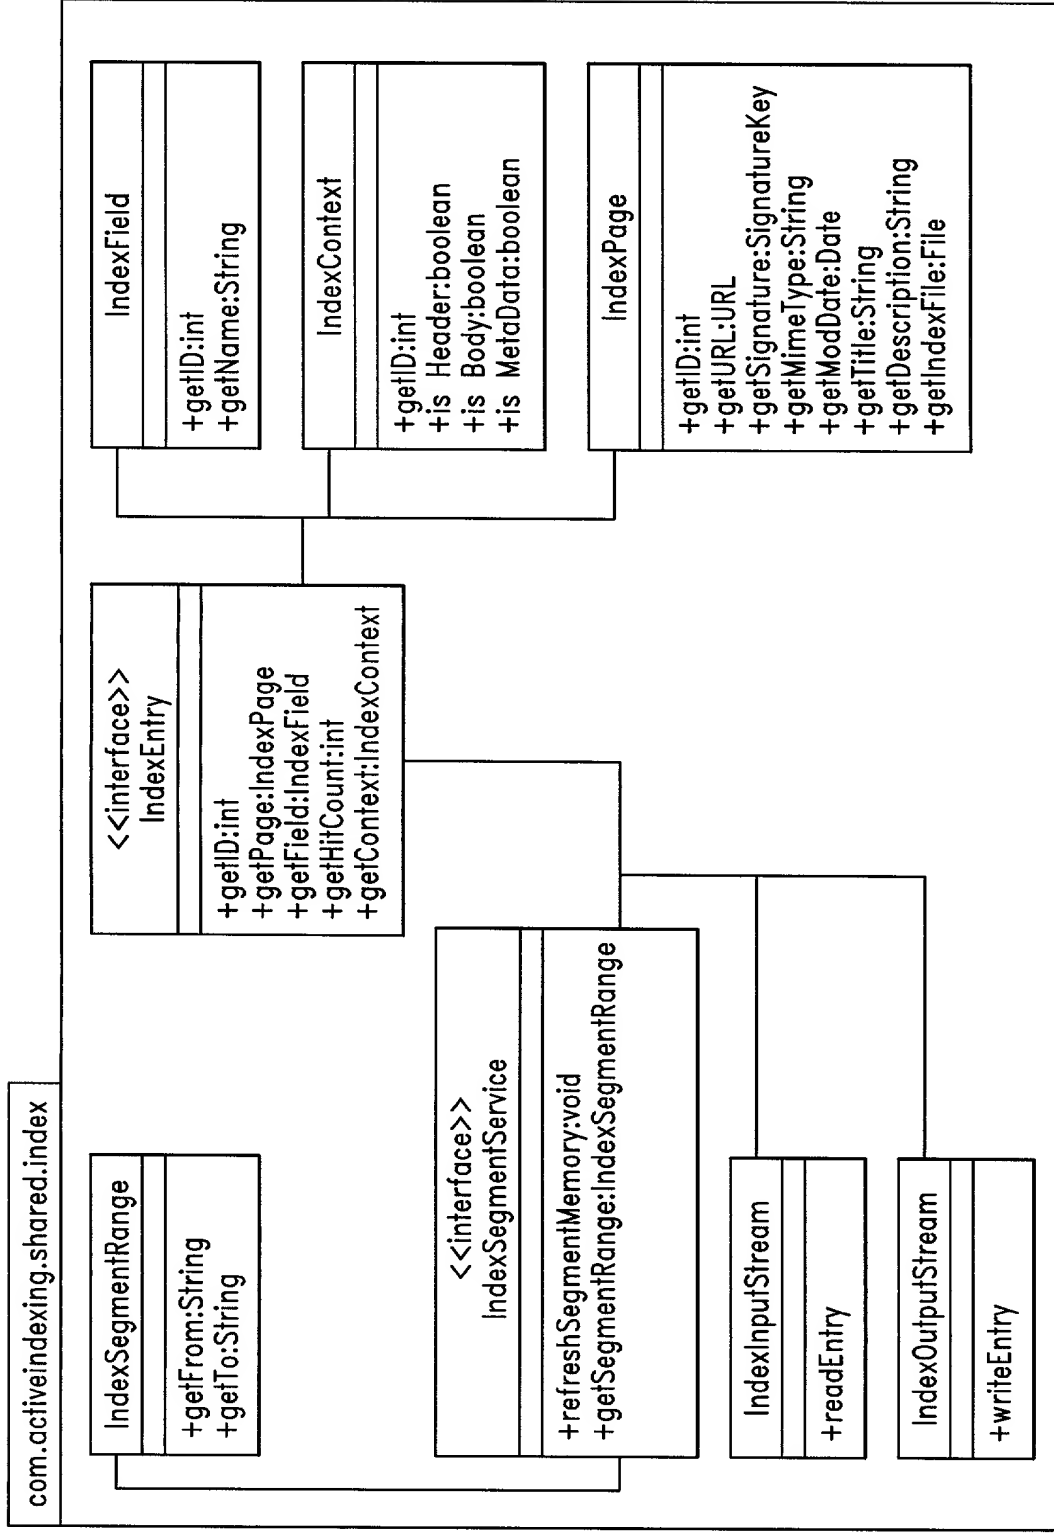 com.activeindexing.shared.index
IndexSegmentRange
+getFrom:String
+getTo:String
<<interface>>
IndexEntry
+getID:int
+getPage:IndexPage
+getField:IndexField
+getHitCount:int
+getContext:IndexContext
IndexField
+getID:int
+getName:String
IndexContext
+getID:int
+is Header:boolean
+is Body:boolean
+is MetaData:boolean
<<interface>>
IndexSegmentService
+refreshSegmentMemory:void
+getSegmentRange:IndexSegmentRange
IndexPage
+getID:int
+getURL:URL
+getSignature:SignatureKey
+getMimeType:String
+getModDate:Date
+getTitle:String
+getDescription:String
+getIndexFile:File
IndexInputStream
+readEntry
IndexOutputStream
+writeEntry